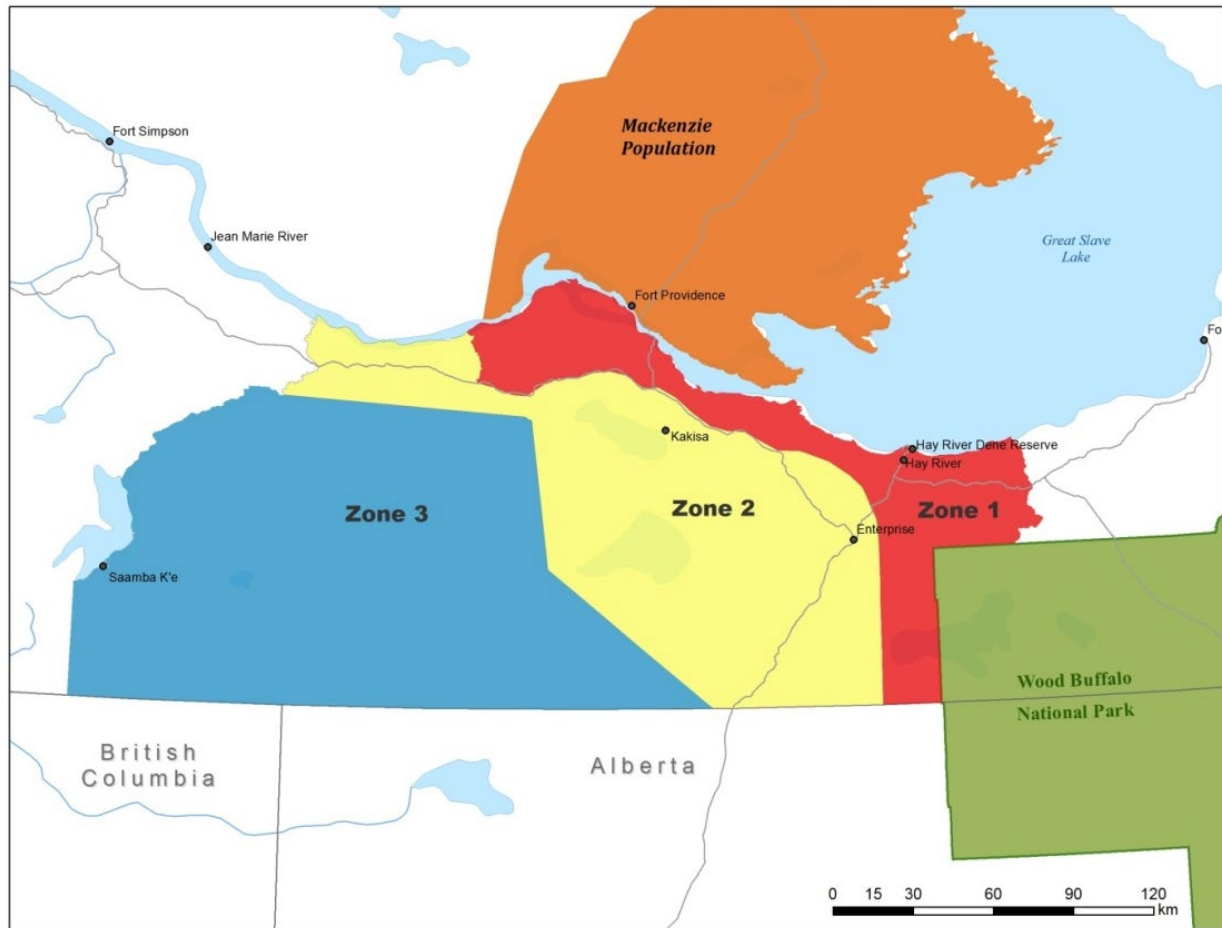 Fort Simpson
Mackenzie
Population
Jean Marie River
Great Slave
Lake
Fort Providence
Fo
Kakisa
Hay River Dene Reserve
Hay River
Zone 3
Zone 2
Zone 1
Enterprise
Saamba K'e
Wood Buffalo
National Park
British
Columbia
Alberta
0 15 30 60 90 120
km